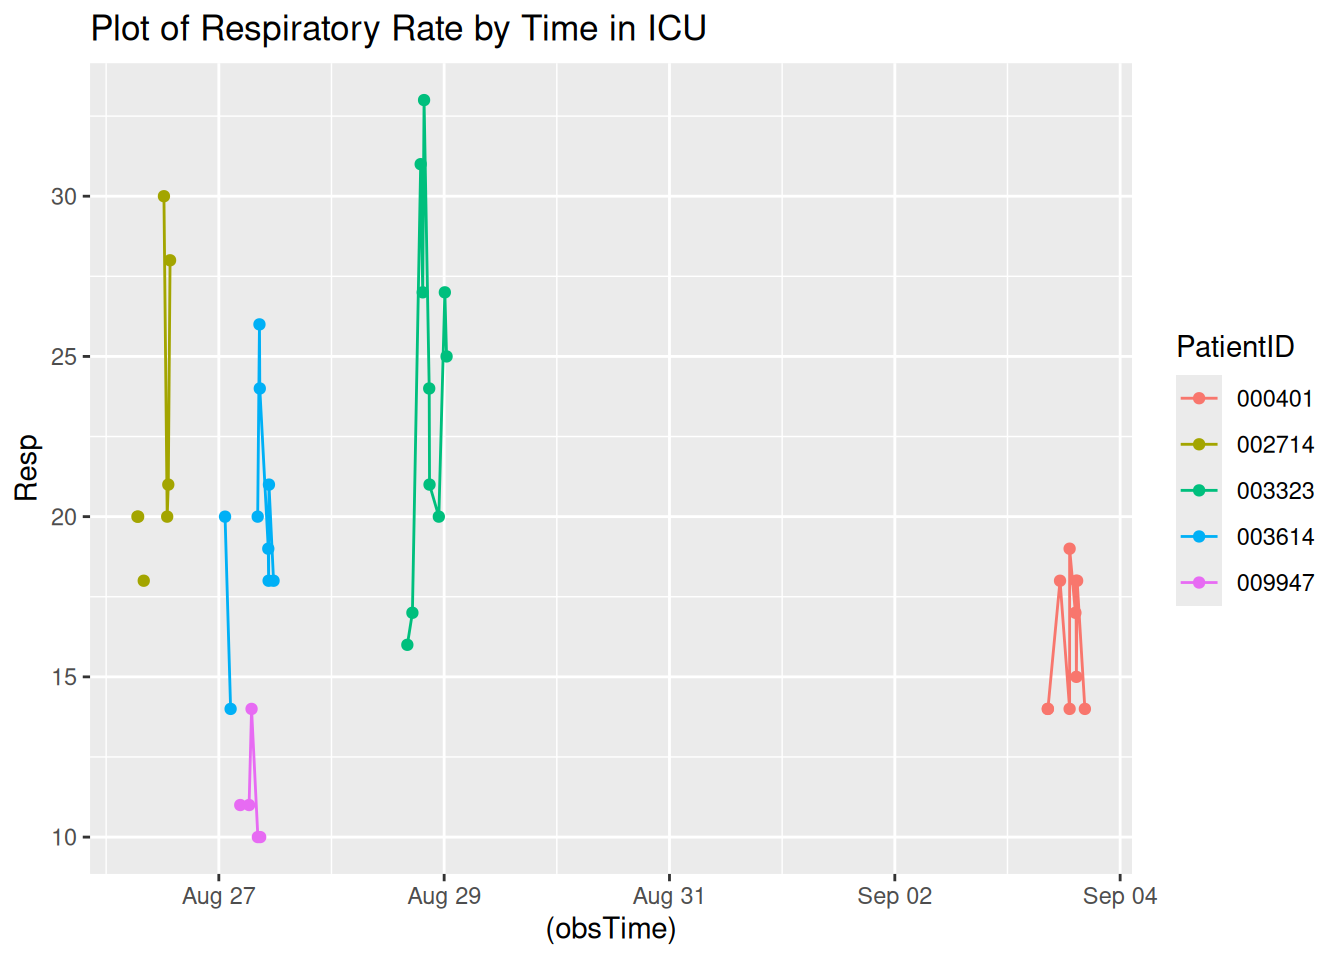 Plot of Respiratory Rate by Time in ICU
Resp
30
25
20
15
10
Aug 27
Aug 29
Aug 31
Sep 02
Sep 04
(obsTime)
PatientID
000401
002714
003323
003614
009947